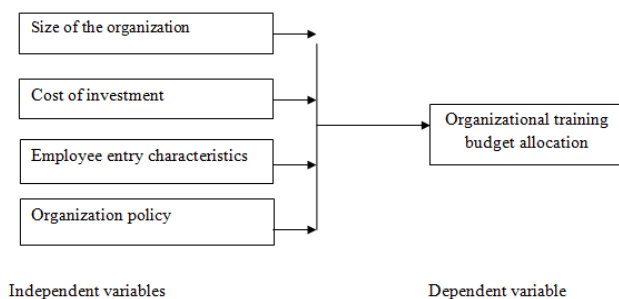 Size of the organization
Cost of investment
Employee entry characteristics
Organization policy
Organizational training
budget allocation
Independent variables
Dependent variable